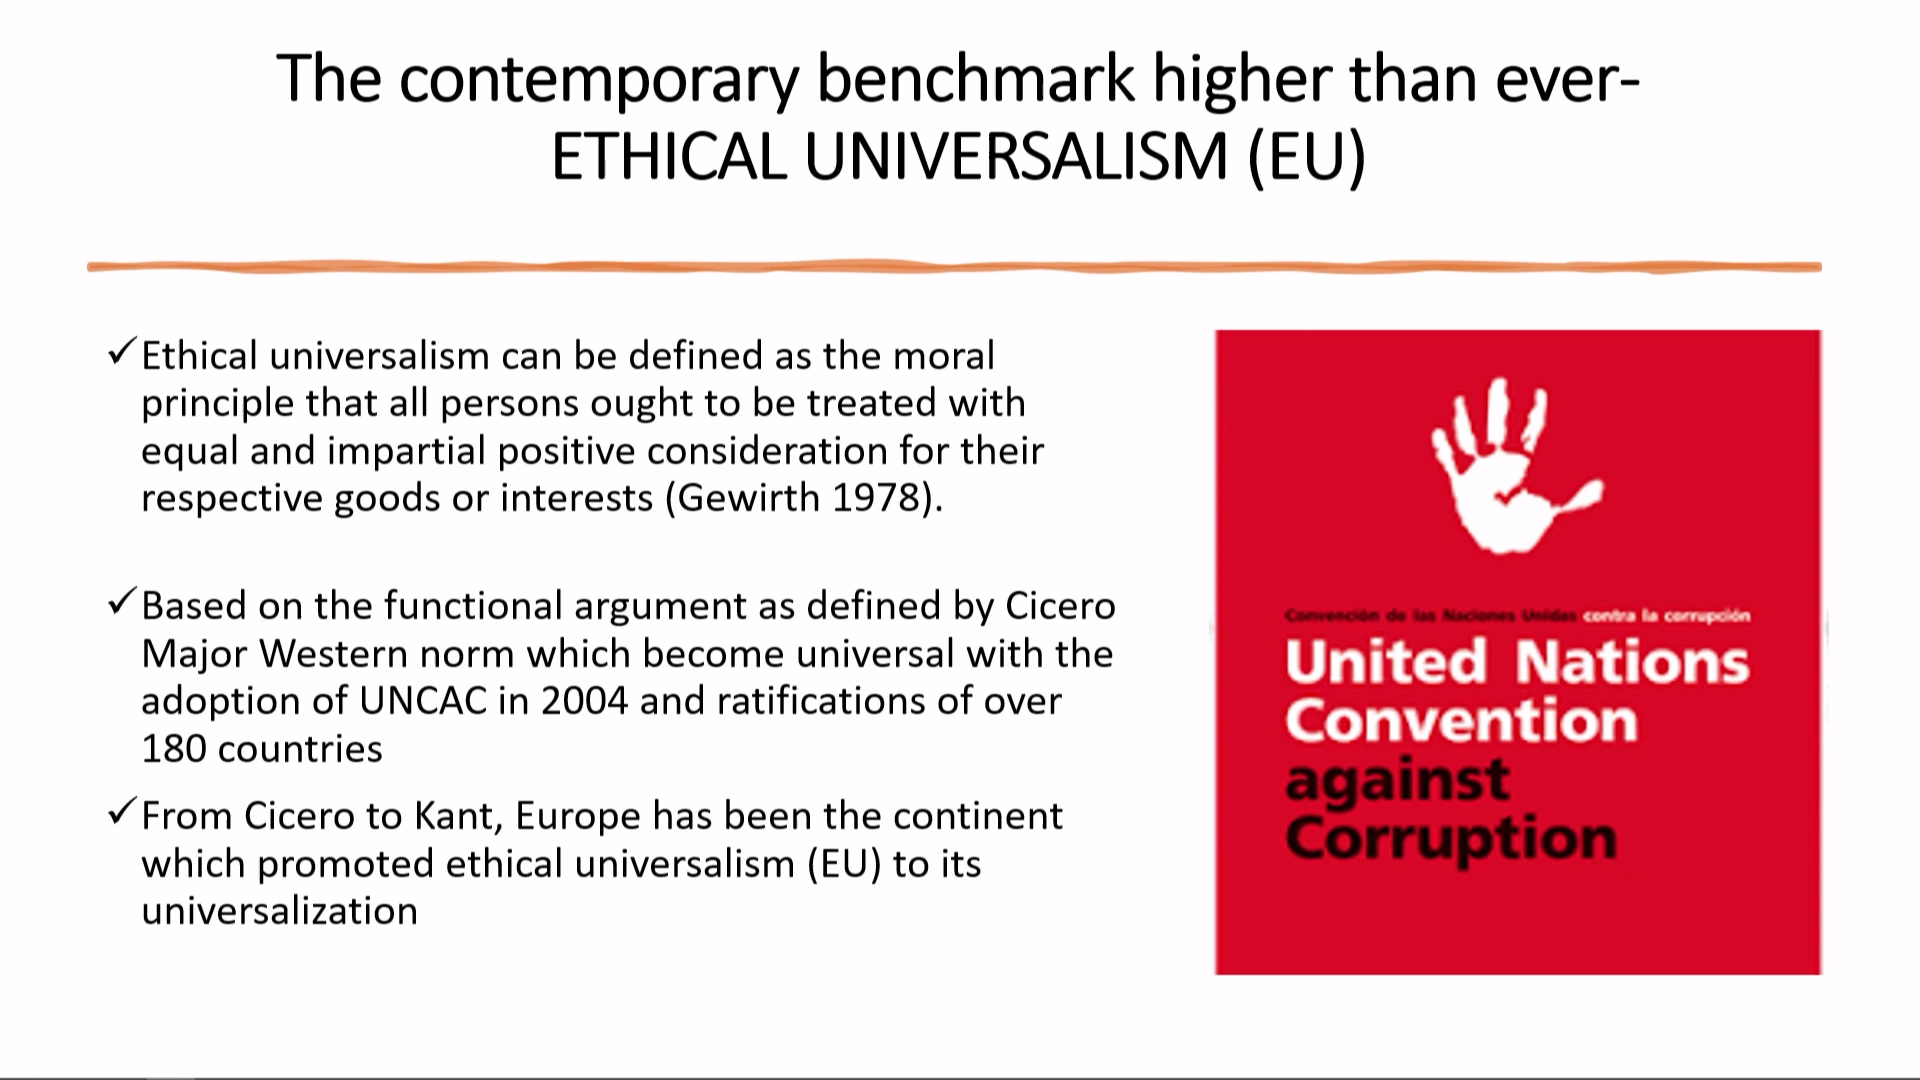 The contemporary benchmark higher than ever-
ETHICAL UNIVERSALISM (EU)
✓Ethical universalism can be defined as the moral
principle that all persons ought to be treated with
equal and impartial positive consideration for their
respective goods or interests (Gewirth 1978).
✓Based on the functional argument as defined by Cicero
Major Western norm which become universal with the
adoption of UNCAC in 2004 and ratifications of over
180 countries
✓From Cicero to Kant, Europe has been the continent
which promoted ethical universalism (EU) to its
universalization
Convención de las Naciones Unidas contra la corrupción
United Nations
Convention
against
Corruption